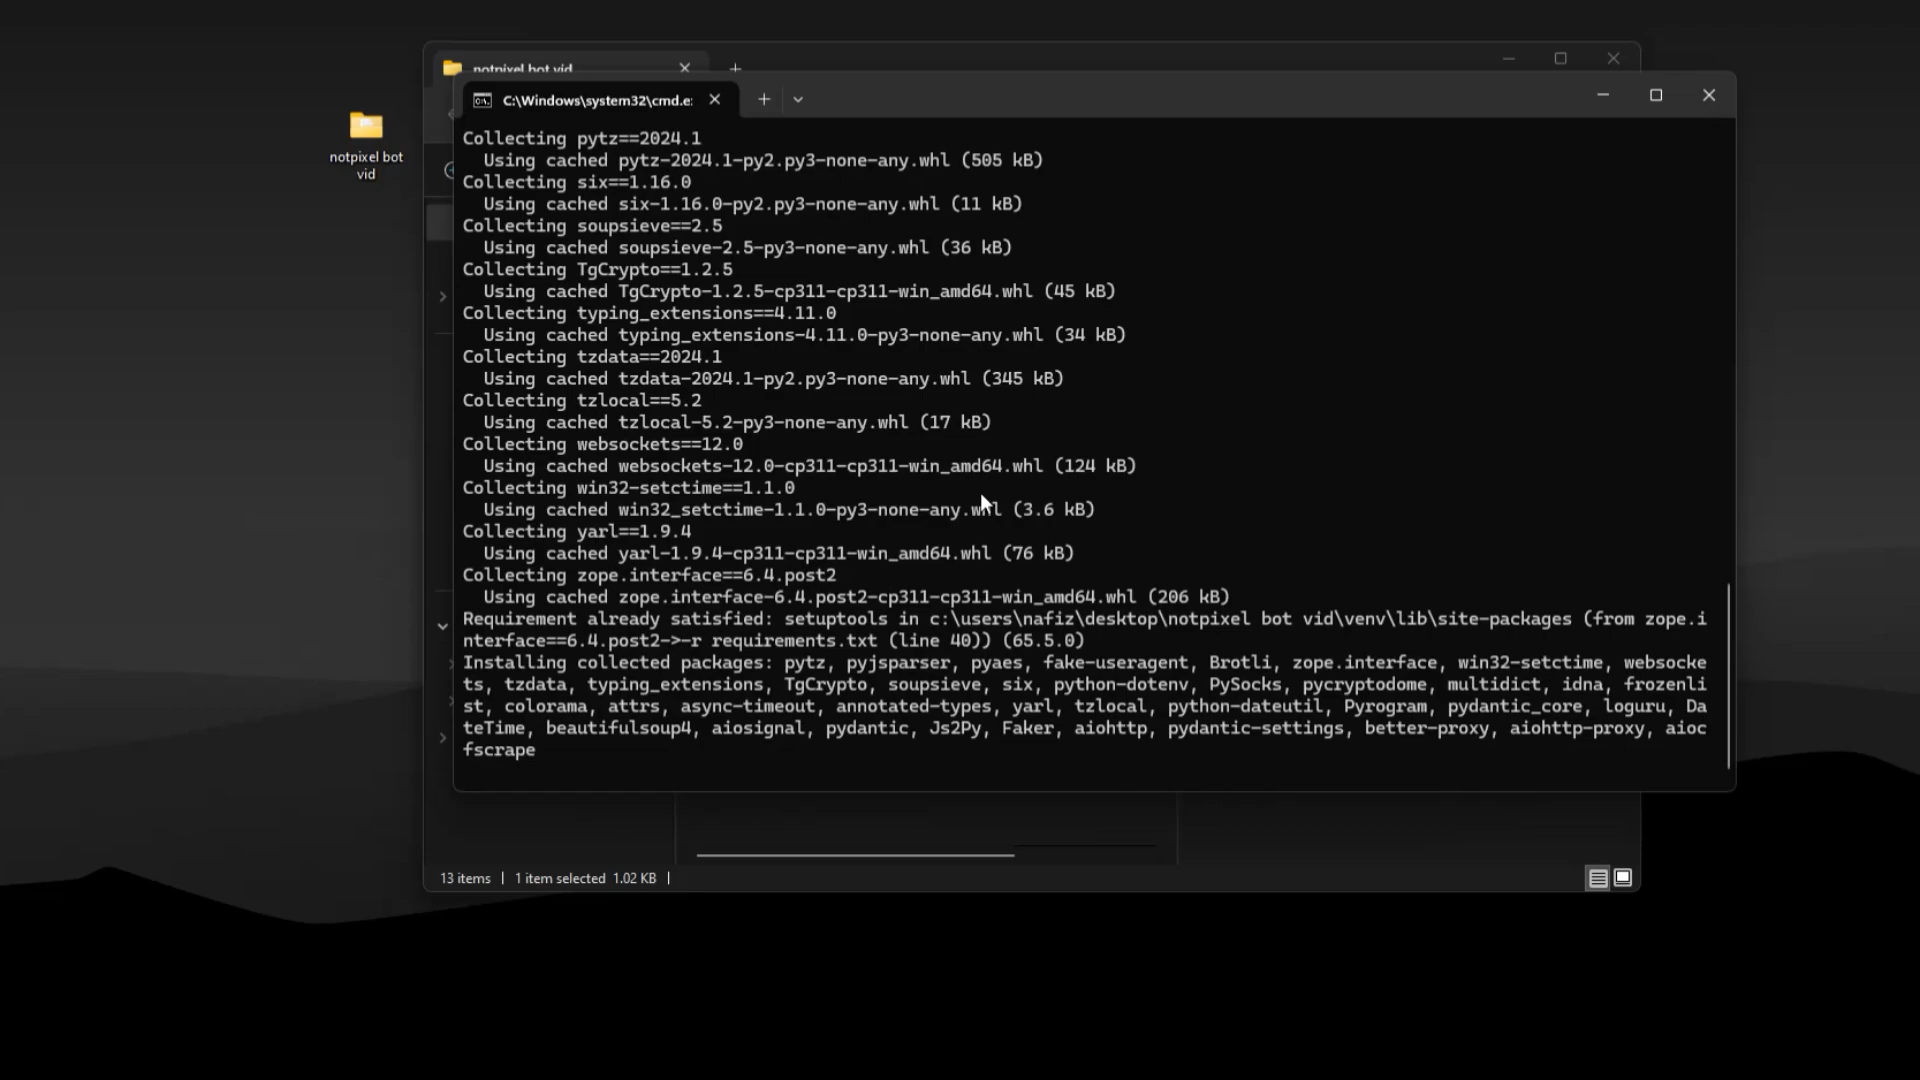 notpixel bot vid
notpixel bot
vid
C:\Windows\system32\cmd.e:
Collecting pytz==2024.1
Using cached pytz-2024.1-py2.py3-none-any.whl (505 kB)
Collecting six==1.16.0
Using cached six-1.16.0-py2.py3-none-any.whl (11 kB)
Collecting soupsieve==2.5
Using cached soupsieve-2.5-py3-none-any.whl (36 kB)
Collecting TgCrypto==1.2.5
Using cached TgCrypto-1.2.5-cp311-cp311-win_amd64.whl (45 kB)
Collecting typing_extensions==4.11.0
Using cached typing_extensions-4.11.0-py3-none-any.whl (34 kB)
Collecting tzdata==2024.1
Using cached tzdata-2024.1-py2.py3-none-any.whl (345 kB)
Collecting tzlocal==5.2
Using cached tzlocal-5.2-py3-none-any.whl (17 kB)
Collecting websockets==12.0
Using cached websockets-12.0-cp311-cp311-win_amd64.whl (124 kB)
Collecting win32-setctime==1.1.0
Using cached win32_setctime-1.1.0-py3-none-any.whl (3.6 kB)
Collecting yarl==1.9.4
Using cached yarl-1.9.4-cp311-cp311-win_amd64.whl (76 kB)
Collecting zope.interface==6.4.post2
Using cached zope.interface-6.4.post2-cp311-cp311-win_amd64.whl (206 kB)
Requirement already satisfied: setuptools in c:\users\nafiz\desktop\notpixel bot vid\venv\lib\site-packages (from zope.i
nterface==6.4.post2->-r requirements.txt (line 40)) (65.5.0)
Installing collected packages: pytz, pyjsparser, pyaes, fake-useragent, Brotli, zope.interface, win32-setctime, websocke
ts, tzdata, typing_extensions, TgCrypto, soupsieve, six, python-dotenv, PySocks, pycryptodome, multidict, idna, frozenli
st, colorama, attrs, async-timeout, annotated-types, yarl, tzlocal, python-dateutil, Pyrogram, pydantic_core, loguru, Da
teTime, beautifulsoup4, aiosignal, pydantic, Js2Py, Faker, aiohttp, pydantic-settings, better-proxy, aiohttp-proxy, aioc
fscrape
13 items | 1 item selected 1.02 KB |